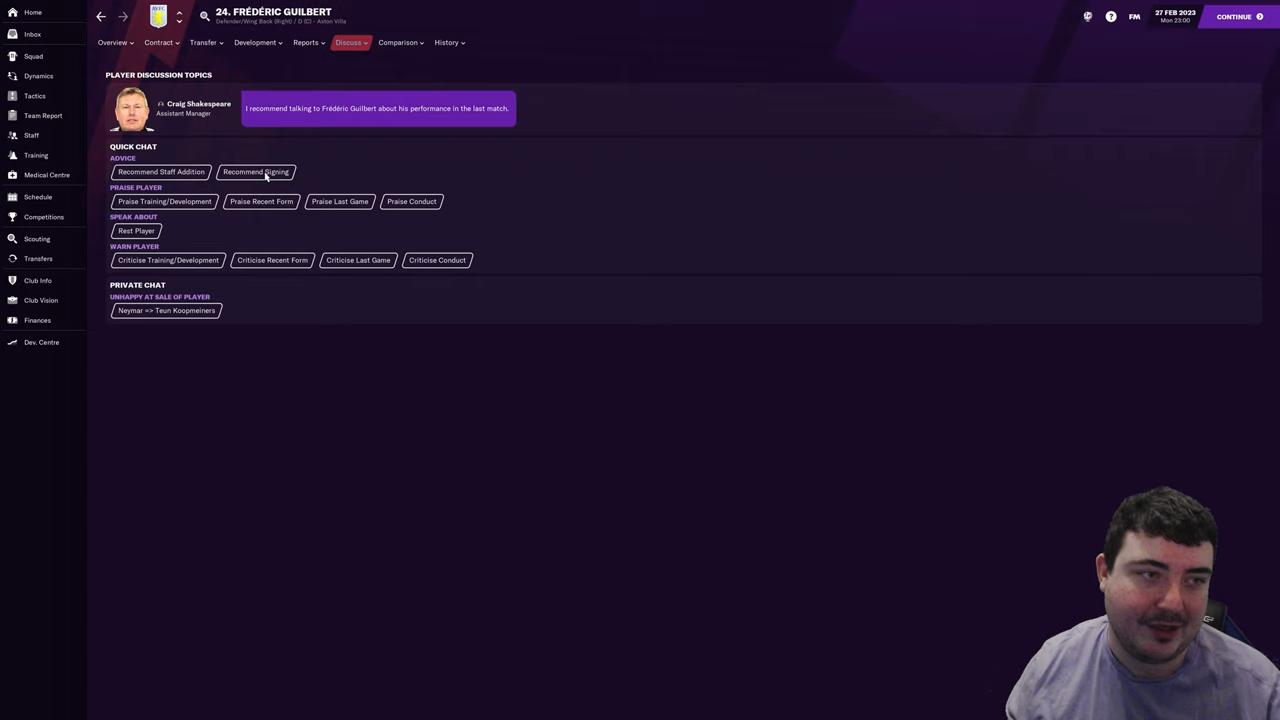 24. FRÉDÉRIC GUILBERT
Defender/Wing Back (Right) / D (C) - Aston Villa
FM
27 FEB 2023
Mon 23:00
CONTINUE
Overview
Contract
Transfer
Development
Reports
Discuss
Comparison
History
Home
Inbox
Squad
Dynamics
Tactics
Team Report
Staff
Training
Medical Centre
Schedule
Competitions
Scouting
Transfers
Club Info
Club Vision
Finances
Dev. Centre
PLAYER DISCUSSION TOPICS
Craig Shakespeare
Assistant Manager
I recommend talking to Frédéric Guilbert about his performance in the last match.
QUICK CHAT
ADVICE
Recommend Staff Addition
Recommend Signing
PRAISE PLAYER
Praise Training/Development
Praise Recent Form
Praise Last Game
Praise Conduct
SPEAK ABOUT
Rest Player
WARN PLAYER
Criticise Training/Development
Criticise Recent Form
Criticise Last Game
Criticise Conduct
PRIVATE CHAT
UNHAPPY AT SALE OF PLAYER
Neymar => Teun Koopmeiners